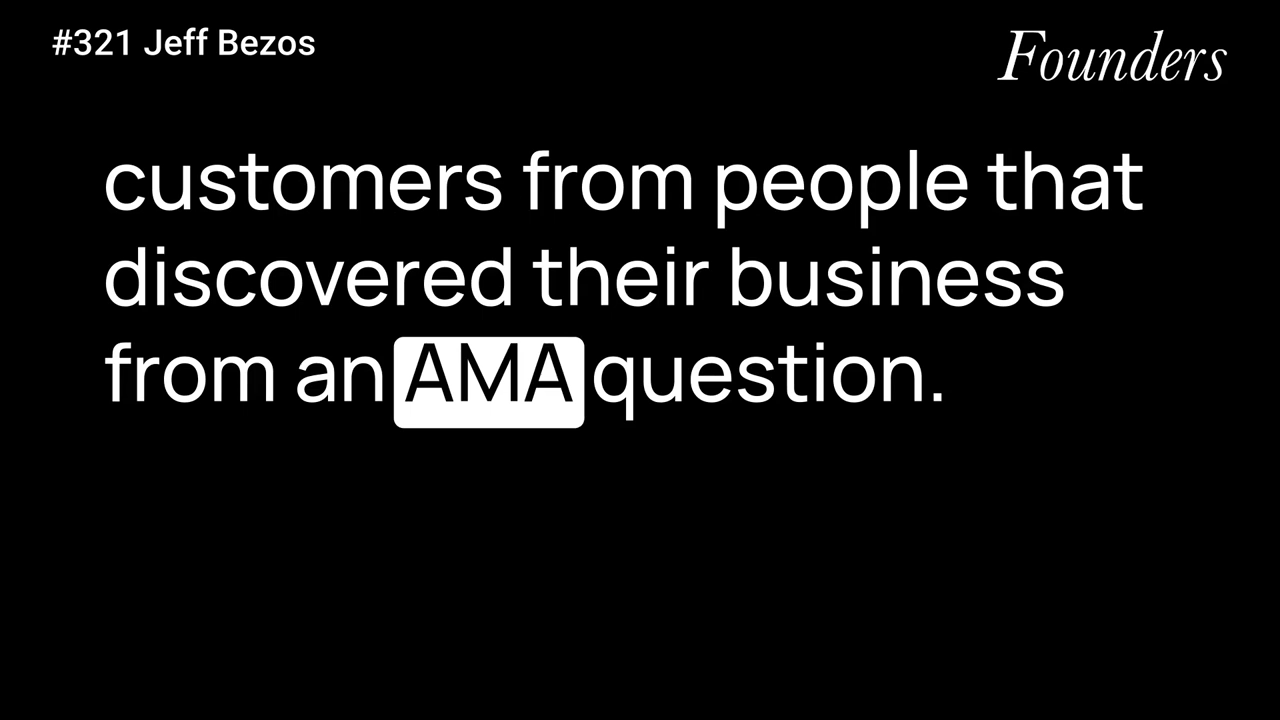 #321 Jeff Bezos
Founders
customers from people that
discovered their business
from an AMA question.